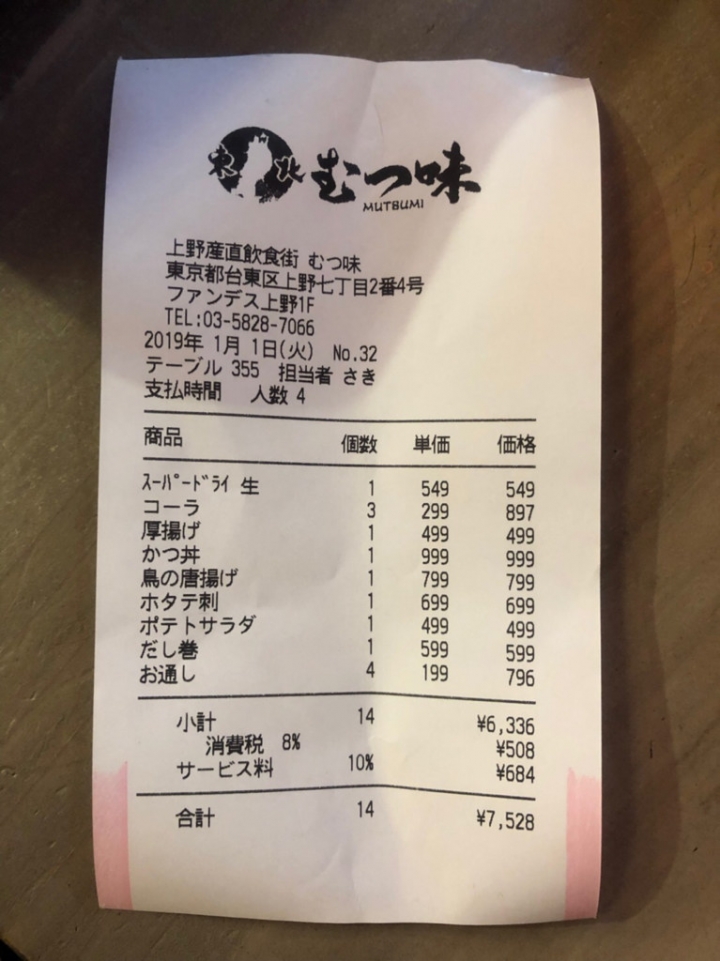 東北 むつ味
MUTSUMI
上野産直飲食街 むつ味
東京都台東区上野七丁目2番4号
ファンデス上野1F
TEL:03-5828-7066
2019年 1月 1日(火) No.32
テーブル 355 担当者 さき
支払時間 人数 4
商品 個数 単価 価格
ｽｰﾊﾟｰﾄﾞﾗｲ 生 1 549 549
コーラ 3 299 897
厚揚げ 1 499 499
かつ丼 1 999 999
鳥の唐揚げ 1 799 799
ホタテ刺 1 699 699
ポテトサラダ 1 499 499
だし巻 1 599 599
お通し 4 199 796
小計 14 ¥6,336
消費税 8% ¥508
サービス料 10% ¥684
合計 14 ¥7,528